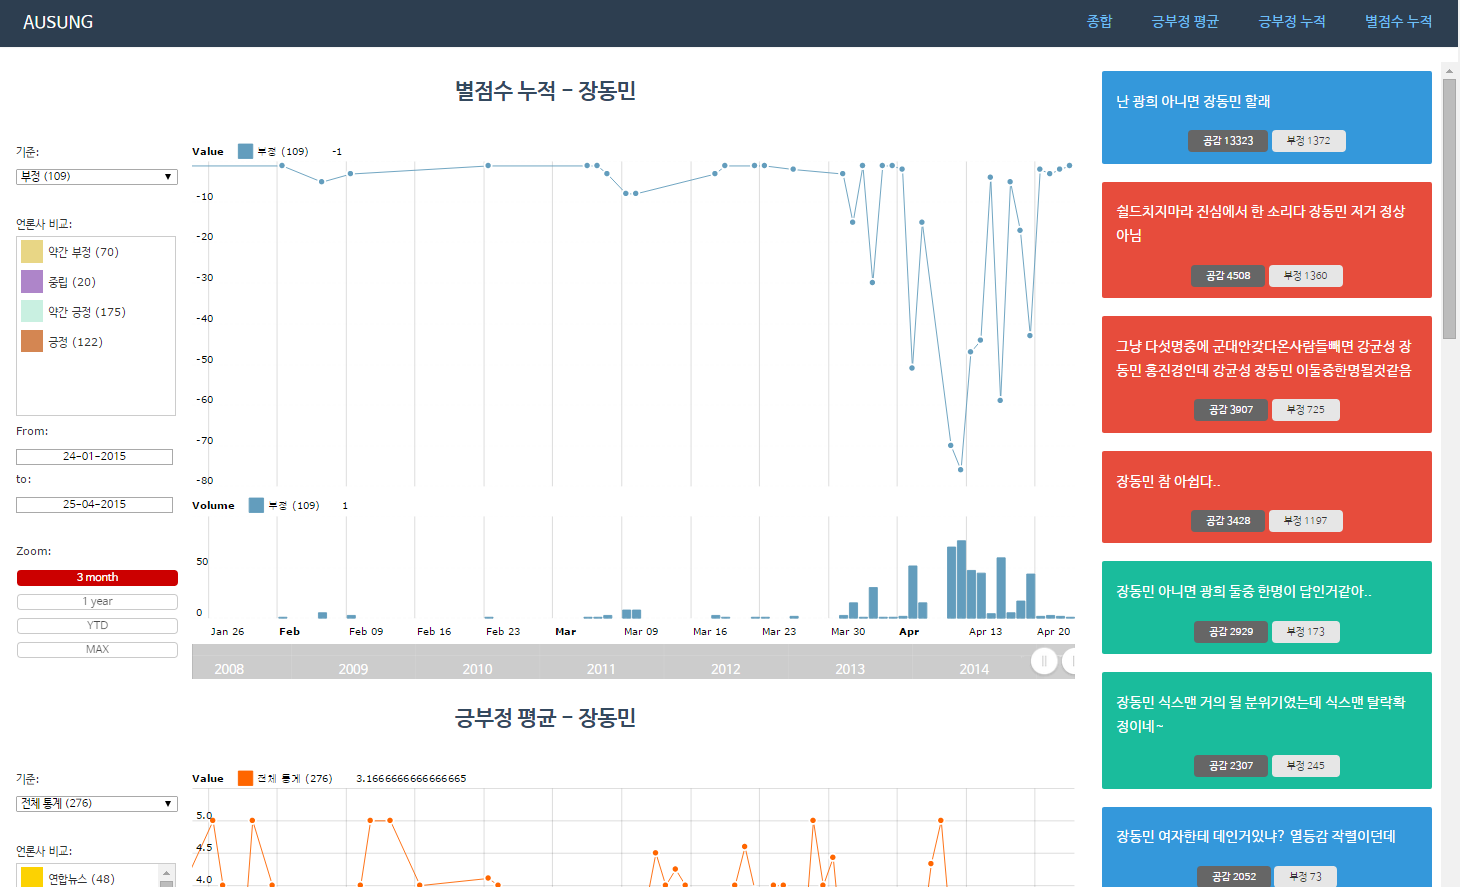 AUSUNG
종합
긍부정 평균
긍부정 누적
별점수 누적
별점수 누적 - 장동민
기준:
부정 (109)
언론사 비교:
약간 부정 (70)
중립 (20)
약간 긍정 (175)
긍정 (122)
From:
24-01-2015
to:
25-04-2015
Zoom:
3 month
1 year
YTD
MAX
Value 부정 (109) -1
-10
-20
-30
-40
-50
-60
-70
-80
Volume 부정 (109) 1
50
0
Jan 26 Feb Feb 09 Feb 16 Feb 23 Mar Mar 09 Mar 16 Mar 23 Mar 30 Apr Apr 13 Apr 20
2008 2009 2010 2011 2012 2013 2014
긍부정 평균 - 장동민
기준:
전체 통계 (276)
언론사 비교:
연합뉴스 (48)
Value 전체 통계 (276) 3.1666666666666665
5.0
4.5
4.0
난 광희 아니면 장동민 할래
공감 13323 부정 1372
쉴드치지마라 진심에서 한 소리다 장동민 저거 정상
아님
공감 4508 부정 1360
그냥 다섯명중에 군대안갖다온사람들빼면 강균성 장
동민 홍진경인데 강균성 장동민 이둘중한명될것같음
공감 3907 부정 725
장동민 참 아쉽다..
공감 3428 부정 1197
장동민 아니면 광희 둘중 한명이 답인거같아..
공감 2929 부정 173
장동민 식스맨 거의 될 분위기였는데 식스맨 탈락확
정이네~
공감 2307 부정 245
장동민 여자한테 데인거있냐? 열등감 작렬이던데
공감 2052 부정 73